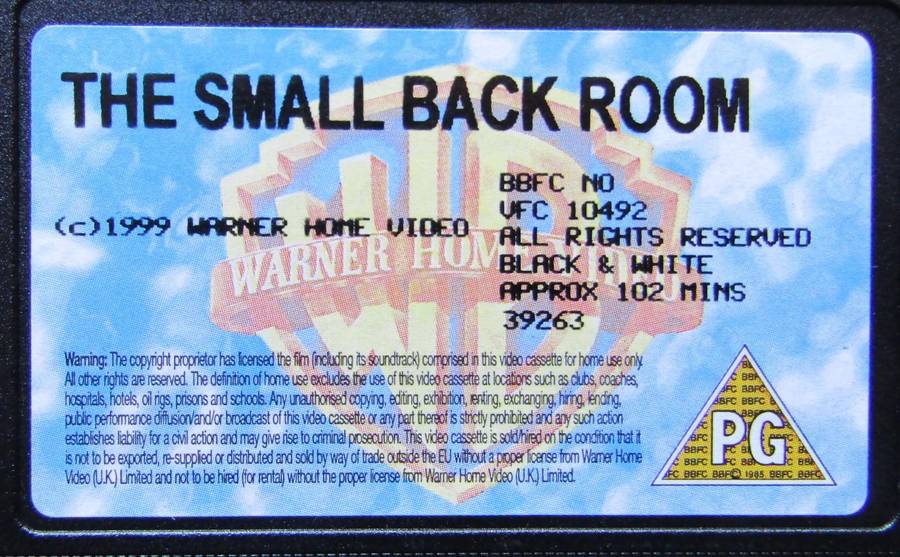 THE SMALL BACK ROOM
(c)1999 WARNER HOME VIDEO
BBFC NO
VFC 10492
ALL RIGHTS RESERVED
BLACK & WHITE
APPROX 102 MINS
39263
WARNER HOME VIDEO
Warning: The copyright proprietor has licensed the film (including its soundtrack) comprised in this video cassette for home use only.
All other rights are reserved. The definition of home use excludes the use of this video cassette at locations such as clubs, coaches,
hospitals, hotels, oil rigs, prisons and schools. Any unauthorised copying, editing, exhibition, renting, exchanging, hiring, lending,
public performance diffusion/and/or broadcast of this video cassette or any part thereof is strictly prohibited and any such action
establishes liability for a civil action and may give rise to criminal prosecution. This video cassette is sold/hired on the condition that it
is not to be exported, re-supplied or distributed and sold by way of trade outside the EU without a proper license from Warner Home
Video (U.K.) Limited and not to be hired (for rental) without the proper license from Warner Home Video (U.K.) Limited.
PG
© 1985 BBFC